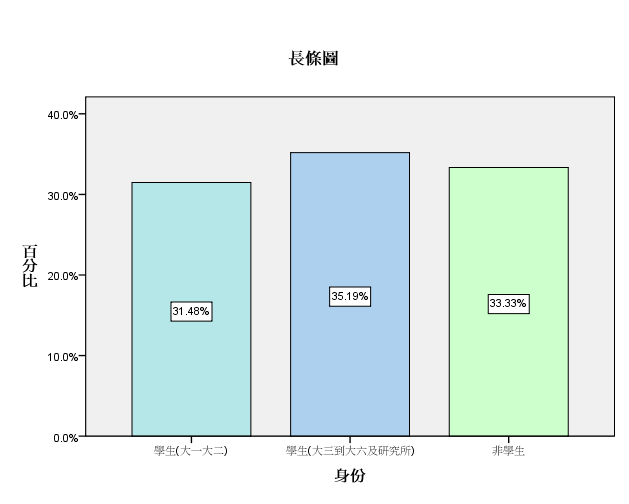 長條圖
40.0%
30.0%
20.0%
10.0%
0.0%
百分比
31.48%
35.19%
33.33%
學生(大一大二)
學生(大三到大六及研究所)
非學生
身份